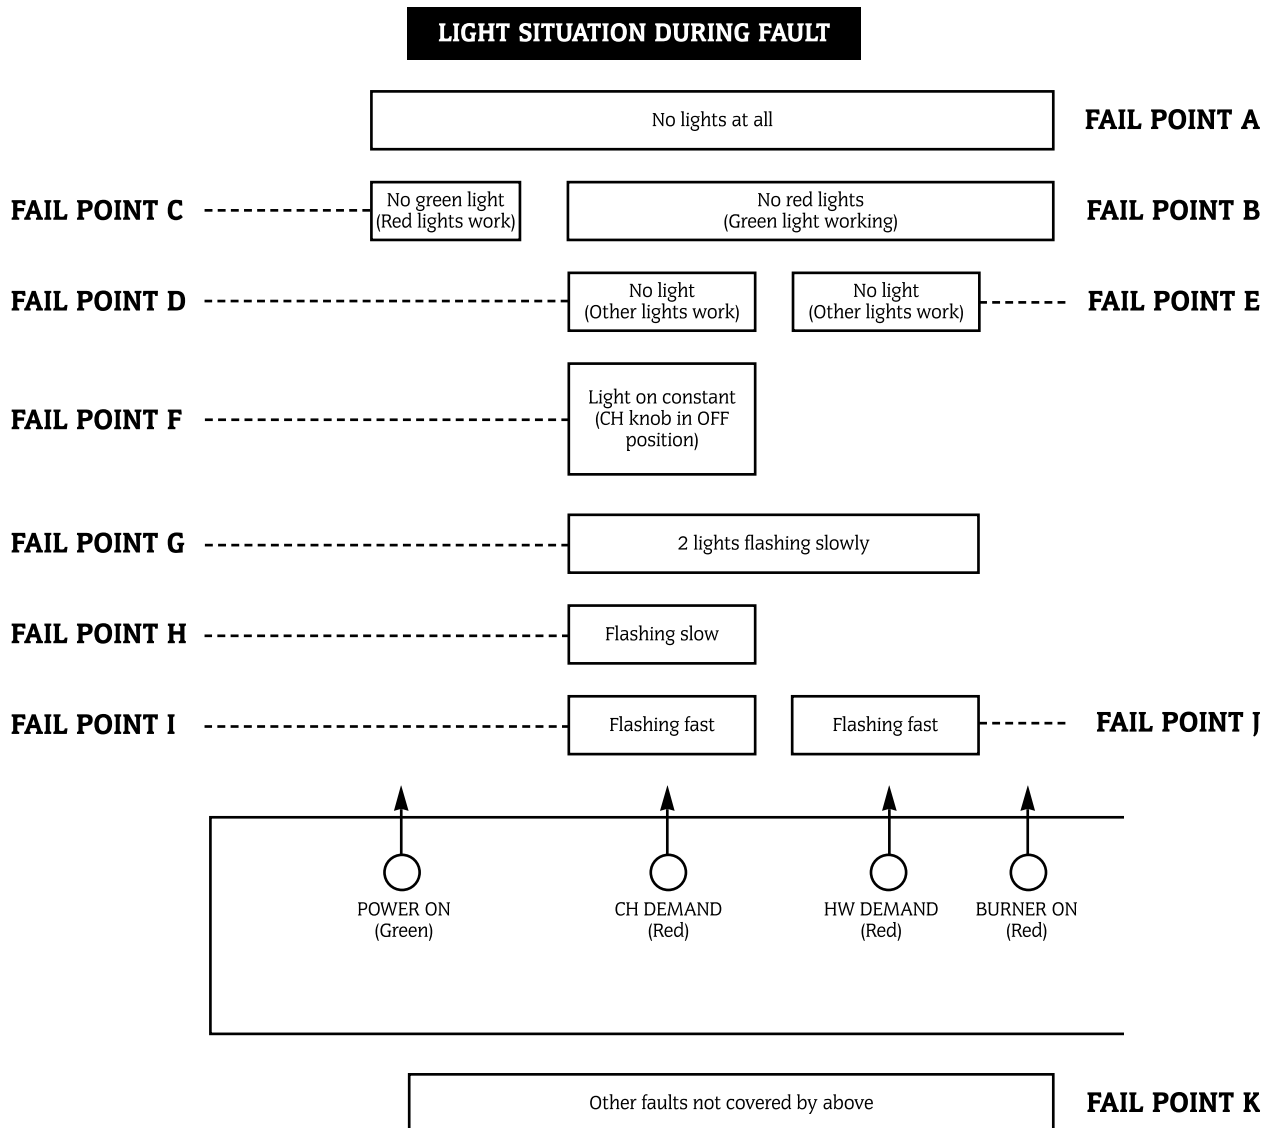 LIGHT SITUATION DURING FAULT
No lights at all
FAIL POINT A
FAIL POINT C
No green light
(Red lights work)
No red lights
(Green light working)
FAIL POINT B
FAIL POINT D
No light
(Other lights work)
No light
(Other lights work)
FAIL POINT E
FAIL POINT F
Light on constant
(CH knob in OFF
position)
FAIL POINT G
2 lights flashing slowly
FAIL POINT H
Flashing slow
FAIL POINT I
Flashing fast
Flashing fast
FAIL POINT J
POWER ON
(Green)
CH DEMAND
(Red)
HW DEMAND
(Red)
BURNER ON
(Red)
Other faults not covered by above
FAIL POINT K